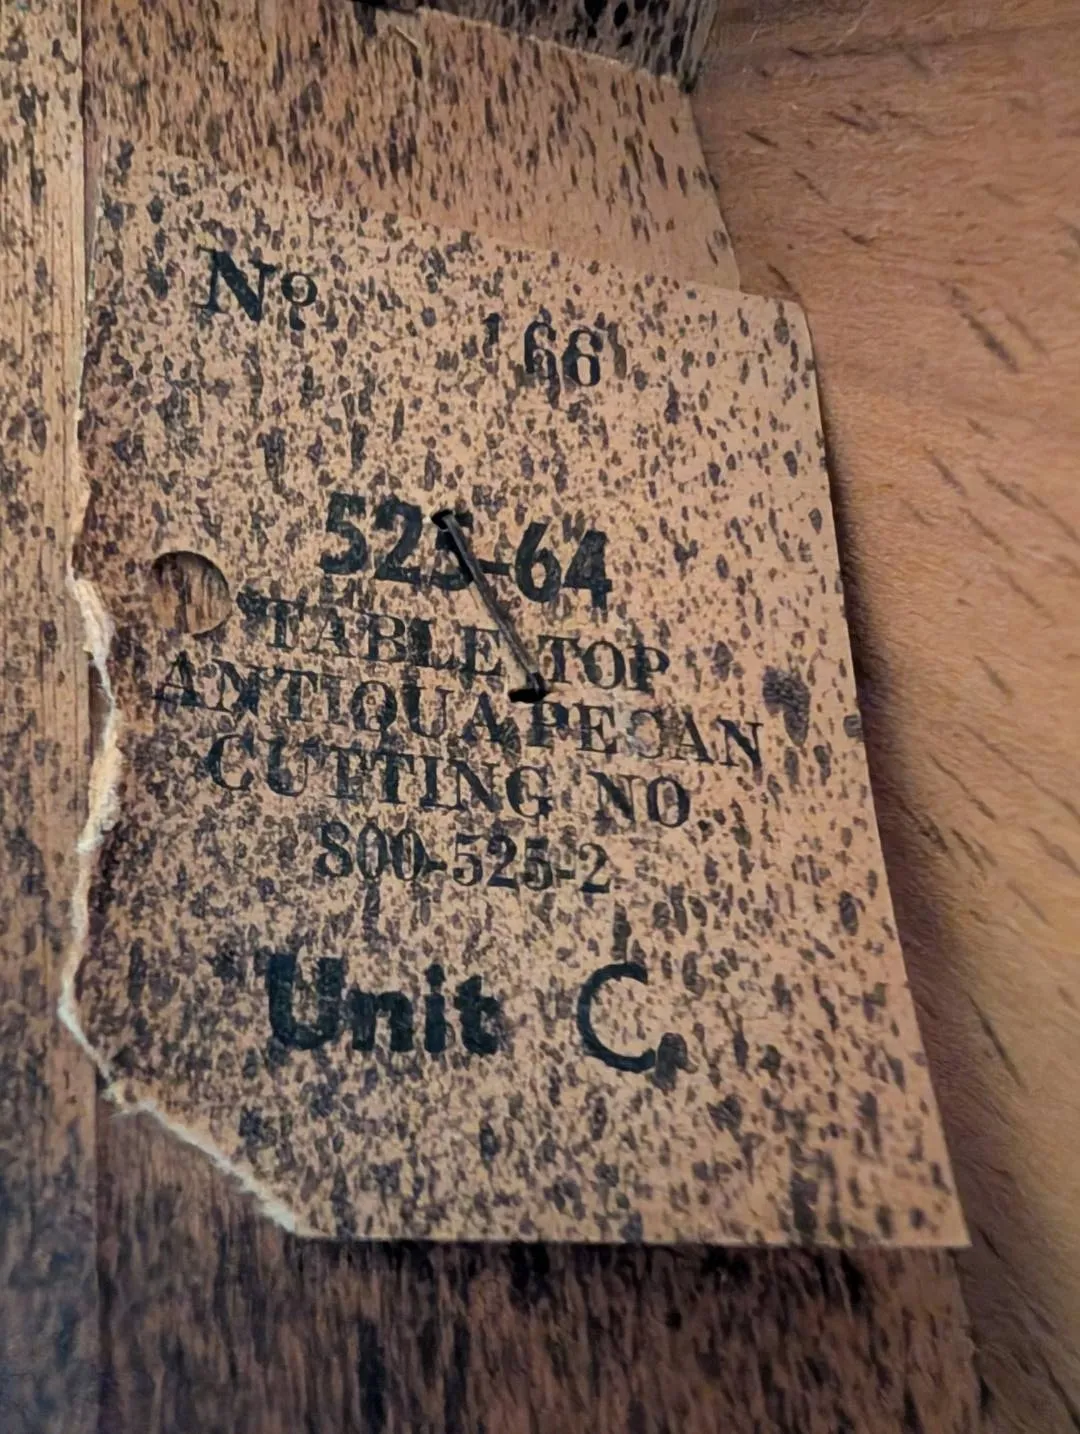 Nº 166
525-64
TABLE TOP
ANTIQUA PECAN
CUTTING NO.
800-525-2
Unit C